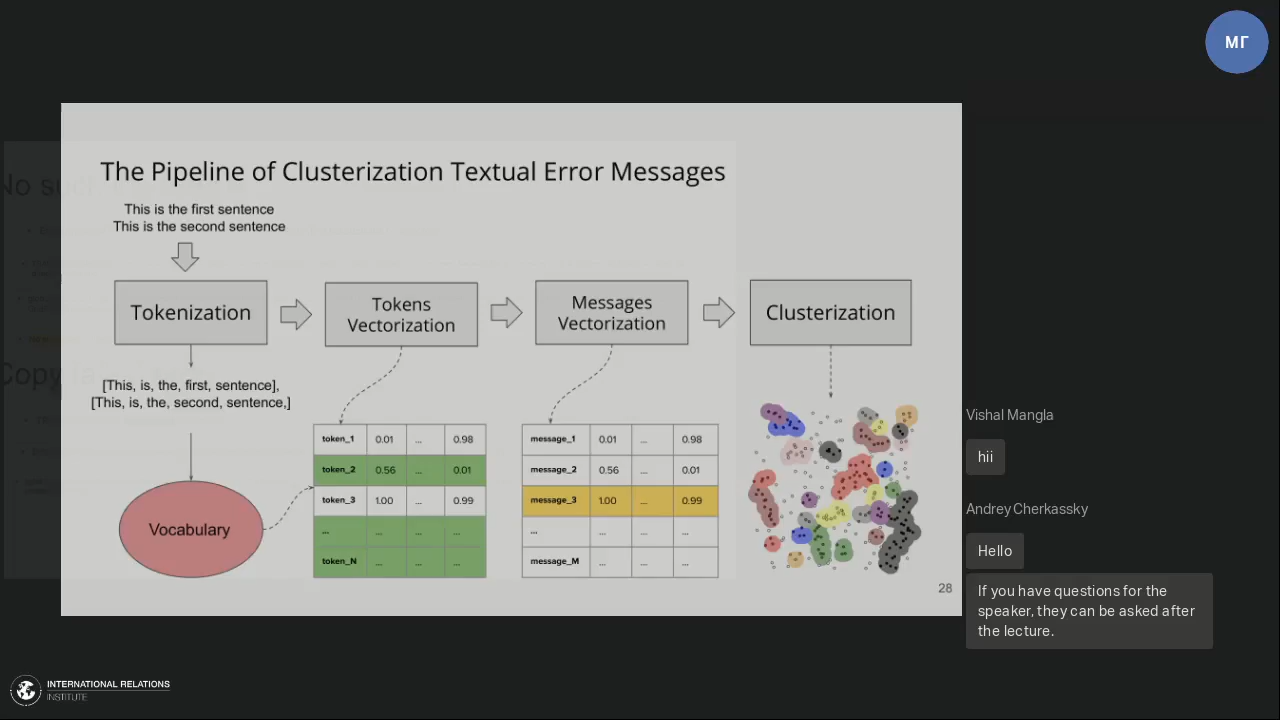 МГ
The Pipeline of Clusterization Textual Error Messages
This is the first sentence
This is the second sentence
Tokenization
Tokens
Vectorization
Messages
Vectorization
Clusterization
[This, is, the, first, sentence],
[This, is, the, second, sentence,]
Vocabulary
token_1 0.01 ... 0.98
token_2 0.56 ... 0.01
token_3 1.00 ... 0.99
... ... ... ...
token_N ... ... ...
message_1 0.01 ... 0.98
message_2 0.56 ... 0.01
message_3 1.00 ... 0.99
... ... ... ...
message_M ... ... ...
28
Vishal Mangla
hii
Andrey Cherkassky
Hello
If you have questions for the
speaker, they can be asked after
the lecture.
INTERNATIONAL RELATIONS
INSTITUTE